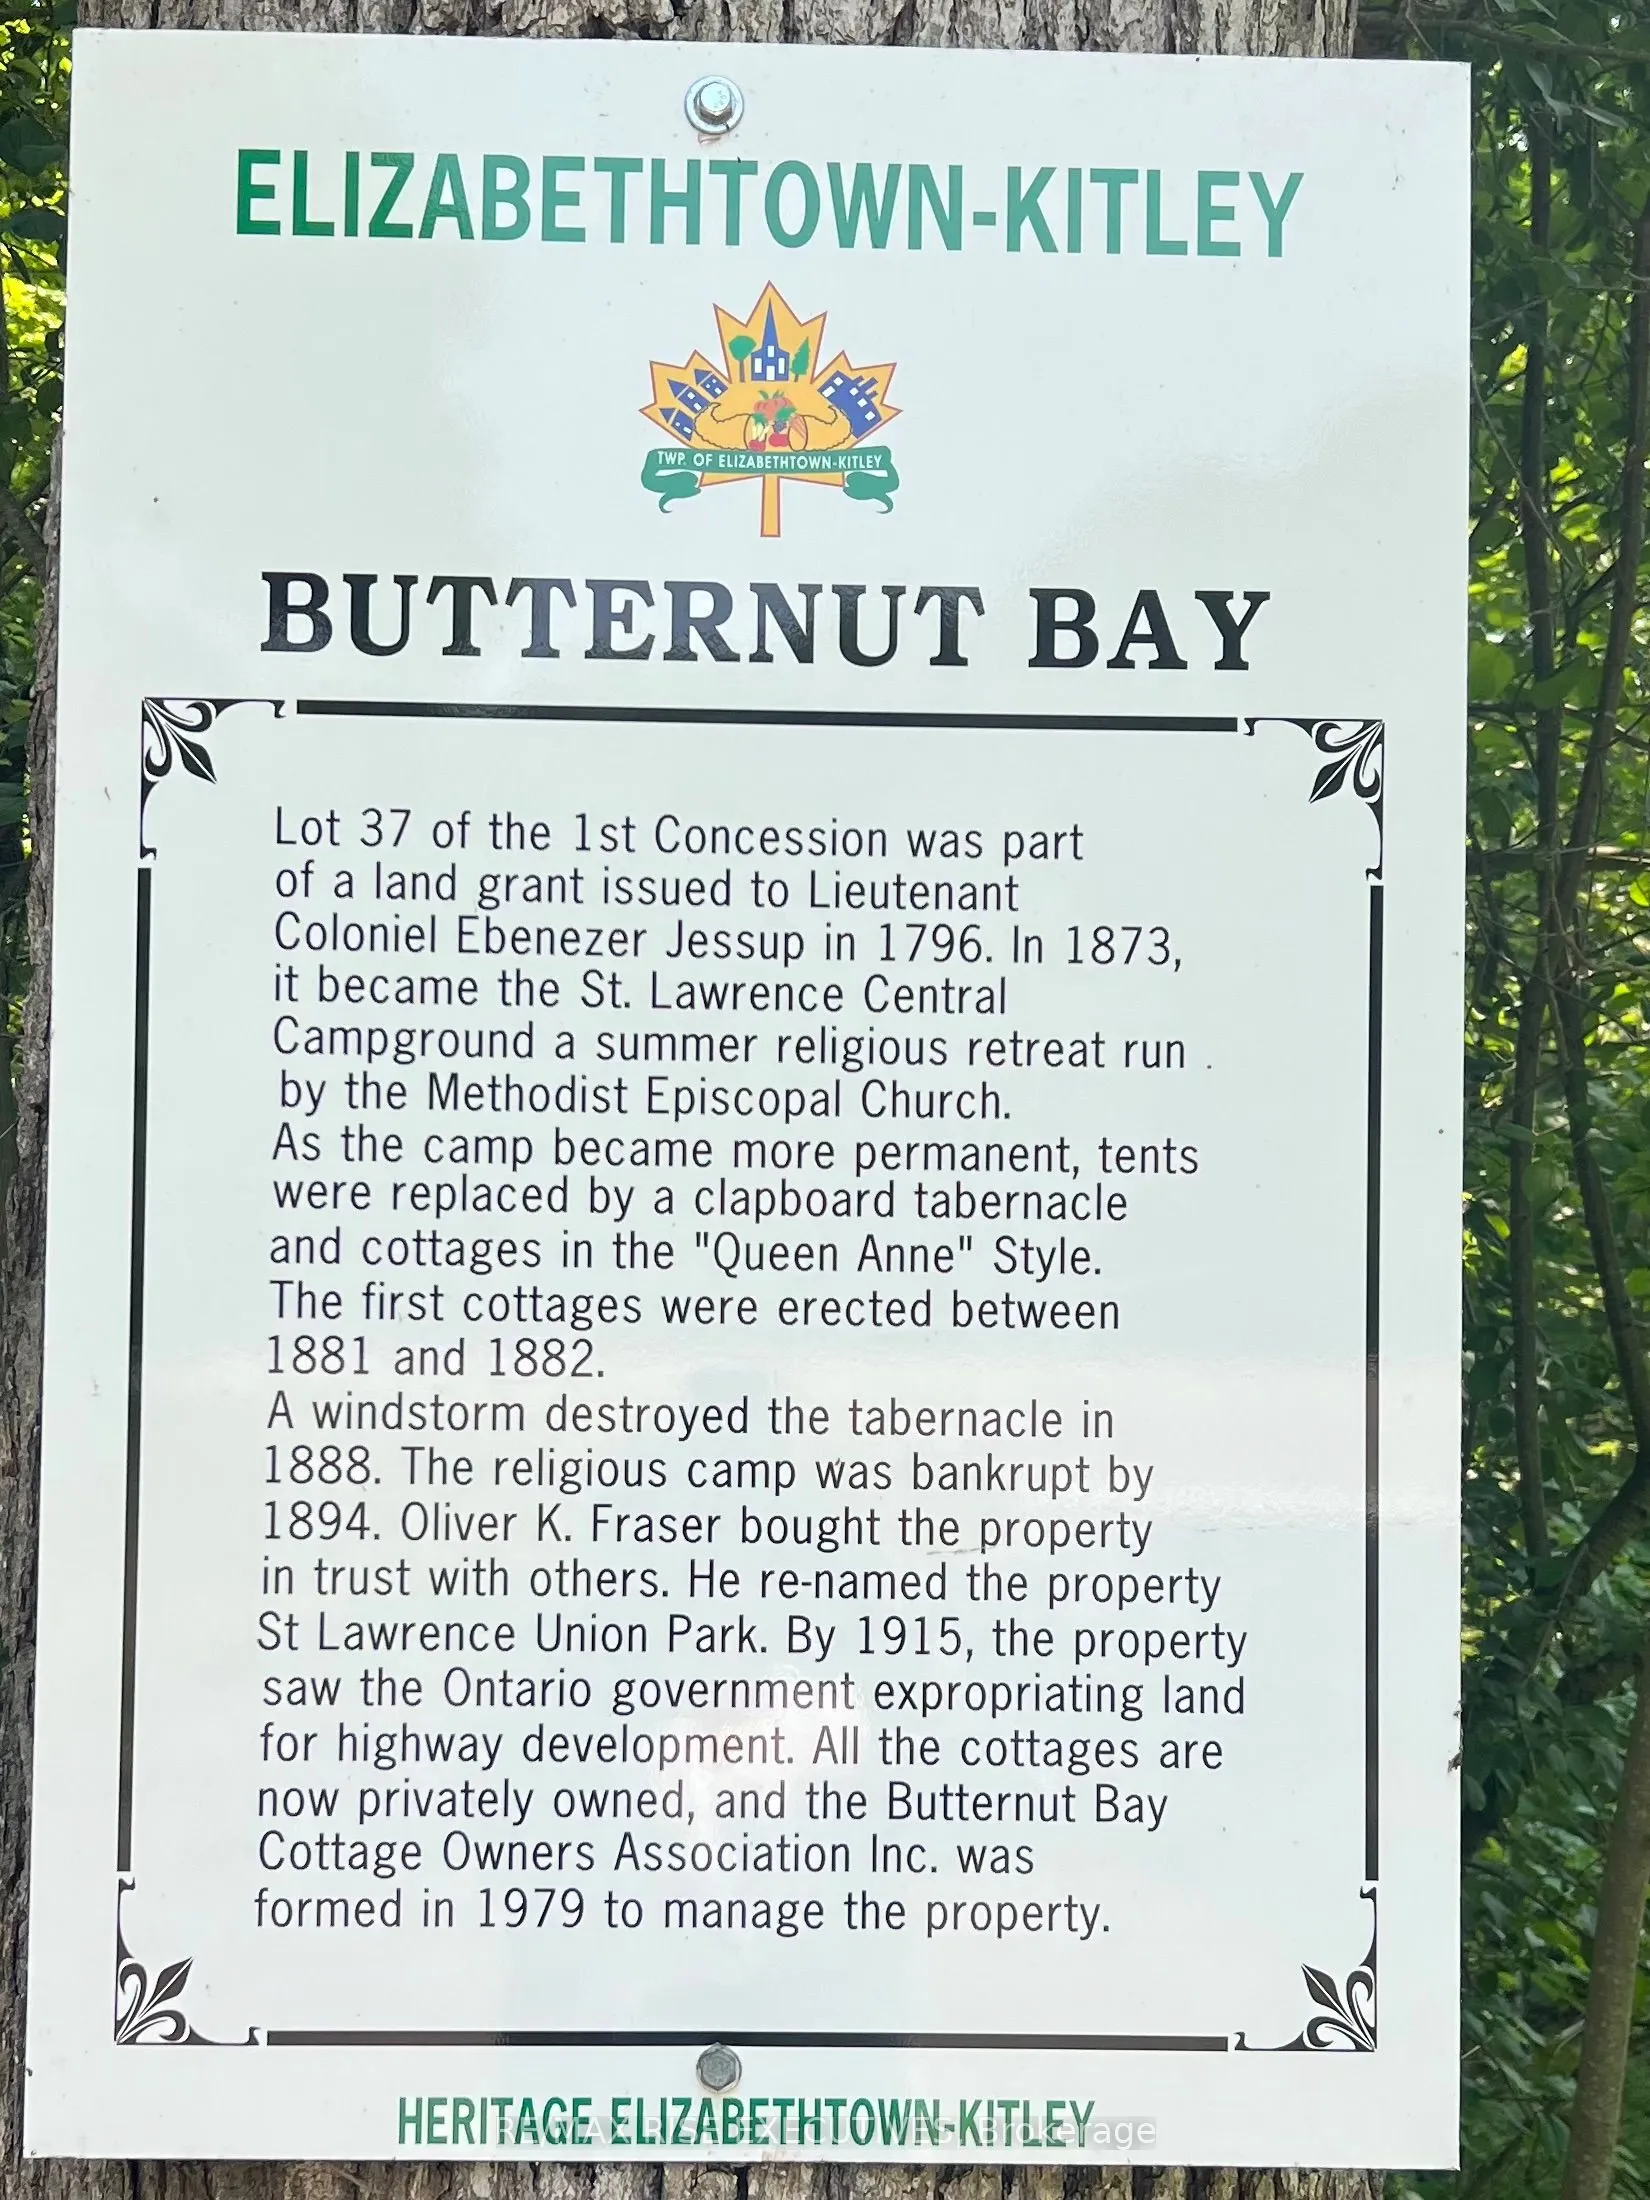 ELIZABETHTOWN-KITLEY
TWP. OF ELIZABETHTOWN-KITLEY
BUTTERNUT BAY
Lot 37 of the 1st Concession was part
of a land grant issued to Lieutenant
Coloniel Ebenezer Jessup in 1796. In 1873,
it became the St. Lawrence Central
Campground a summer religious retreat run .
by the Methodist Episcopal Church.
As the camp became more permanent, tents
were replaced by a clapboard tabernacle
and cottages in the "Queen Anne" Style.
The first cottages were erected between
1881 and 1882.
A windstorm destroyed the tabernacle in
1888. The religious camp was bankrupt by
1894. Oliver K. Fraser bought the property
in trust with others. He re-named the property
St Lawrence Union Park. By 1915, the property
saw the Ontario government expropriating land
for highway development. All the cottages are
now privately owned, and the Butternut Bay
Cottage Owners Association Inc. was
formed in 1979 to manage the property.
HERITAGE ELIZABETHTOWN-KITLEY
RE/MAX RISE EXECUTIVES, Brokerage